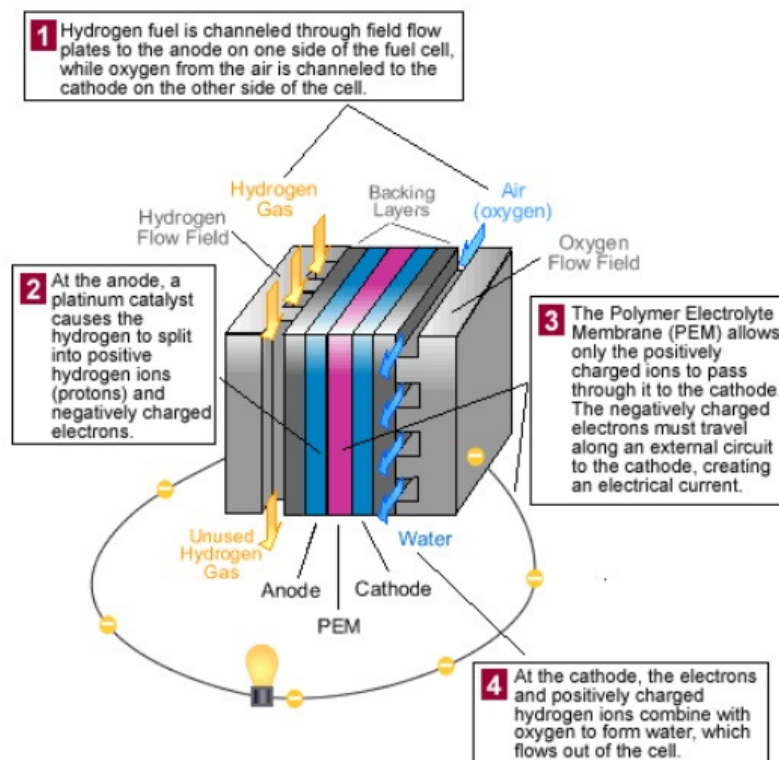 1 Hydrogen fuel is channeled through field flow
plates to the anode on one side of the fuel cell,
while oxygen from the air is channeled to the
cathode on the other side of the cell.
Hydrogen
Gas
Backing
Layers
Air
(oxygen)
Hydrogen
Flow Field
Oxygen
Flow Field
2 At the anode, a
platinum catalyst
causes the
hydrogen to split
into positive
hydrogen ions
(protons) and
negatively charged
electrons.
3 The Polymer Electrolyte
Membrane (PEM) allows
only the positively
charged ions to pass
through it to the cathode.
The negatively charged
electrons must travel
along an external circuit
to the cathode, creating
an electrical current.
Unused
Hydrogen
Gas
Water
Anode
Cathode
PEM
4 At the cathode, the electrons
and positively charged
hydrogen ions combine with
oxygen to form water, which
flows out of the cell.